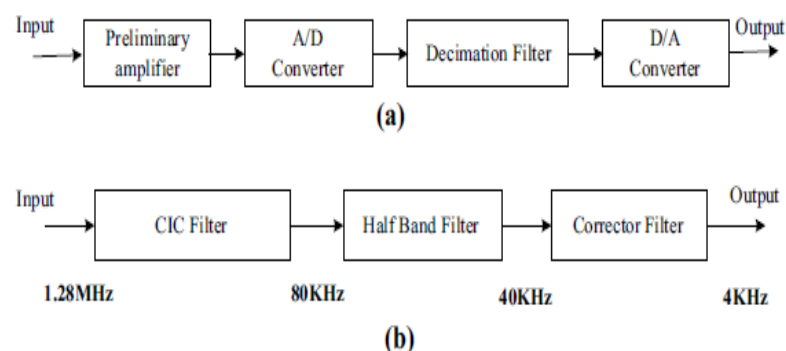 Input
Preliminary
amplifier
A/D
Converter
Decimation Filter
D/A
Converter
Output
(a)
Input
CIC Filter
Half Band Filter
Corrector Filter
Output
1.28MHz
80KHz
40KHz
4KHz
(b)